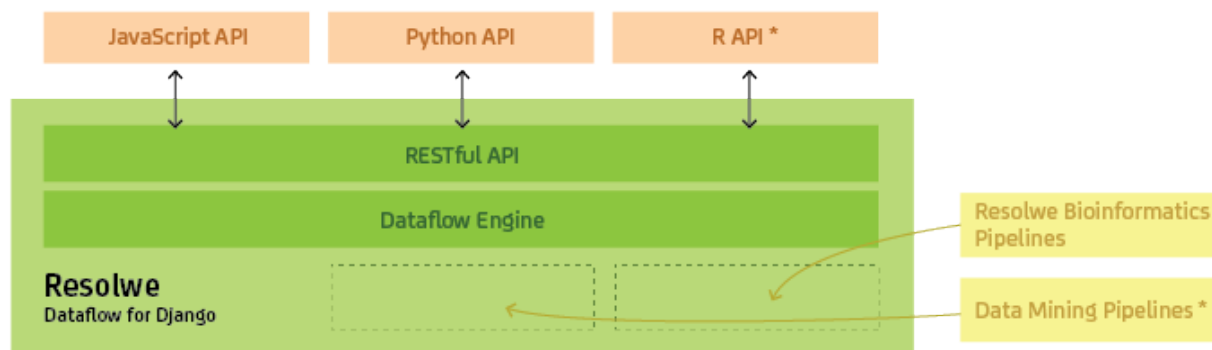 JavaScript API
Python API
R API *
RESTful API
Dataflow Engine
Resolwe
Dataflow for Django
Resolwe Bioinformatics
Pipelines
Data Mining Pipelines *